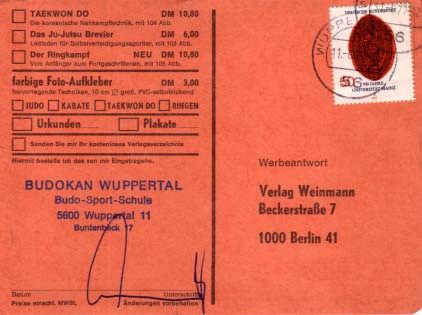 TAEKWON DO DM 10,80
Die koreanische Nahkampftechnik, mit 104 Abb.
Das Ju-Jutsu Brevier DM 6,00
Leitfaden für Selbstverteidigungssportler, mit 103 Abb.
Der Ringkampf NEU DM 10,80
Vom Anfänger zum Fortgeschrittenen, mit 105 Abb.
farbige Foto-Aufkleber DM 3,00
hervorragende Techniken, 10 cm ∅ groß, PVC-selbstklebend
JUDO KARATE TAEKWON DO RINGEN
Urkunden Plakate
Senden Sie mir Ihr kostenloses Verlagsverzeichnis
Hiermit bestelle ich das von mir Eingetragene.
BUDOKAN WUPPERTAL
Budo-Sport-Schule
5600 Wuppertal 11
Buntenbeck 17
Datum Unterschrift
Preise einschl. MWSt. Änderungen vorbehalten
DEUTSCHE BUNDESPOST
50
500 JAHRE
UNIVERSITÄT MAINZ
WUPPER
Werbeantwort
Verlag Weinmann
Beckerstraße 7
1000 Berlin 41